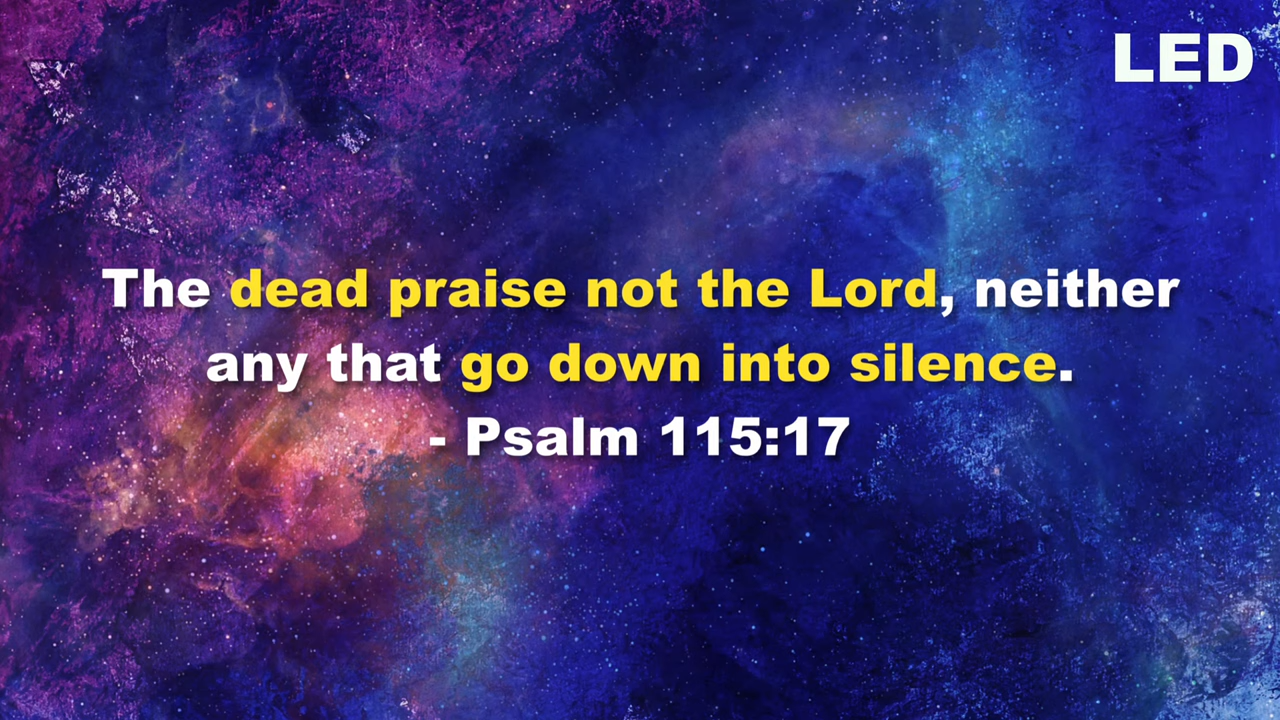 LED
The dead praise not the Lord, neither
any that go down into silence.
- Psalm 115:17